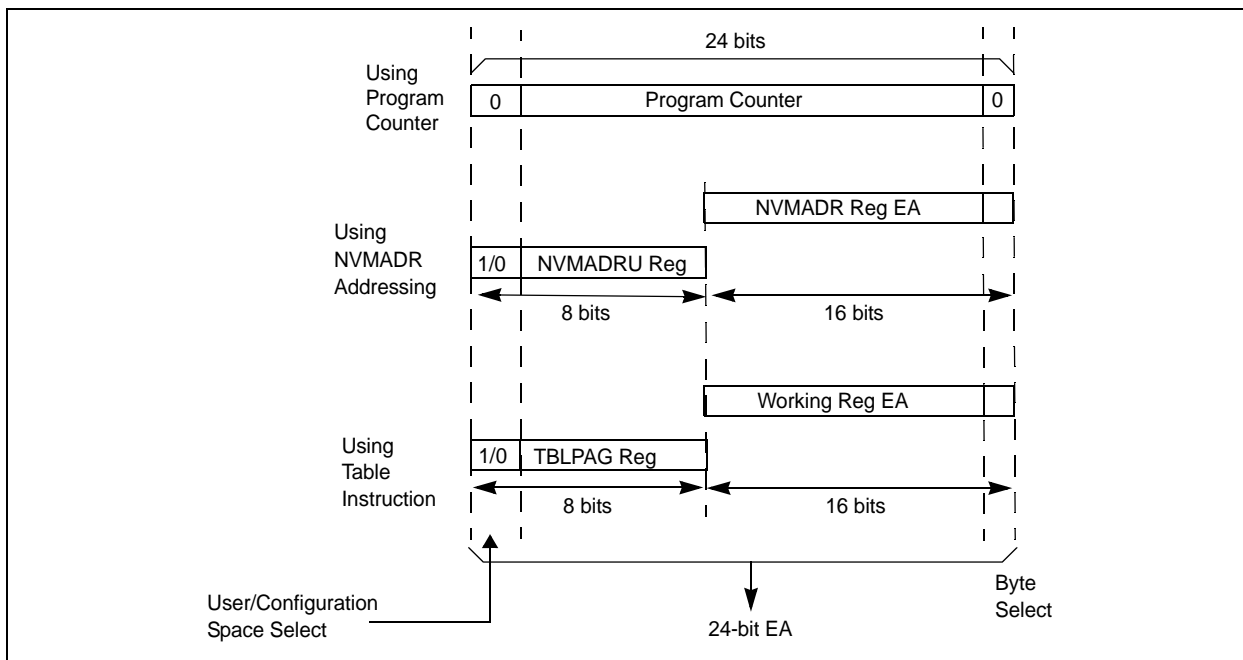 24 bits
Using
Program
Counter
0
Program Counter
0
NVMADR Reg EA
Using
NVMADR
Addressing
1/0
NVMADRU Reg
8 bits
16 bits
Working Reg EA
Using
Table
Instruction
1/0
TBLPAG Reg
8 bits
16 bits
User/Configuration
Space Select
24-bit EA
Byte
Select